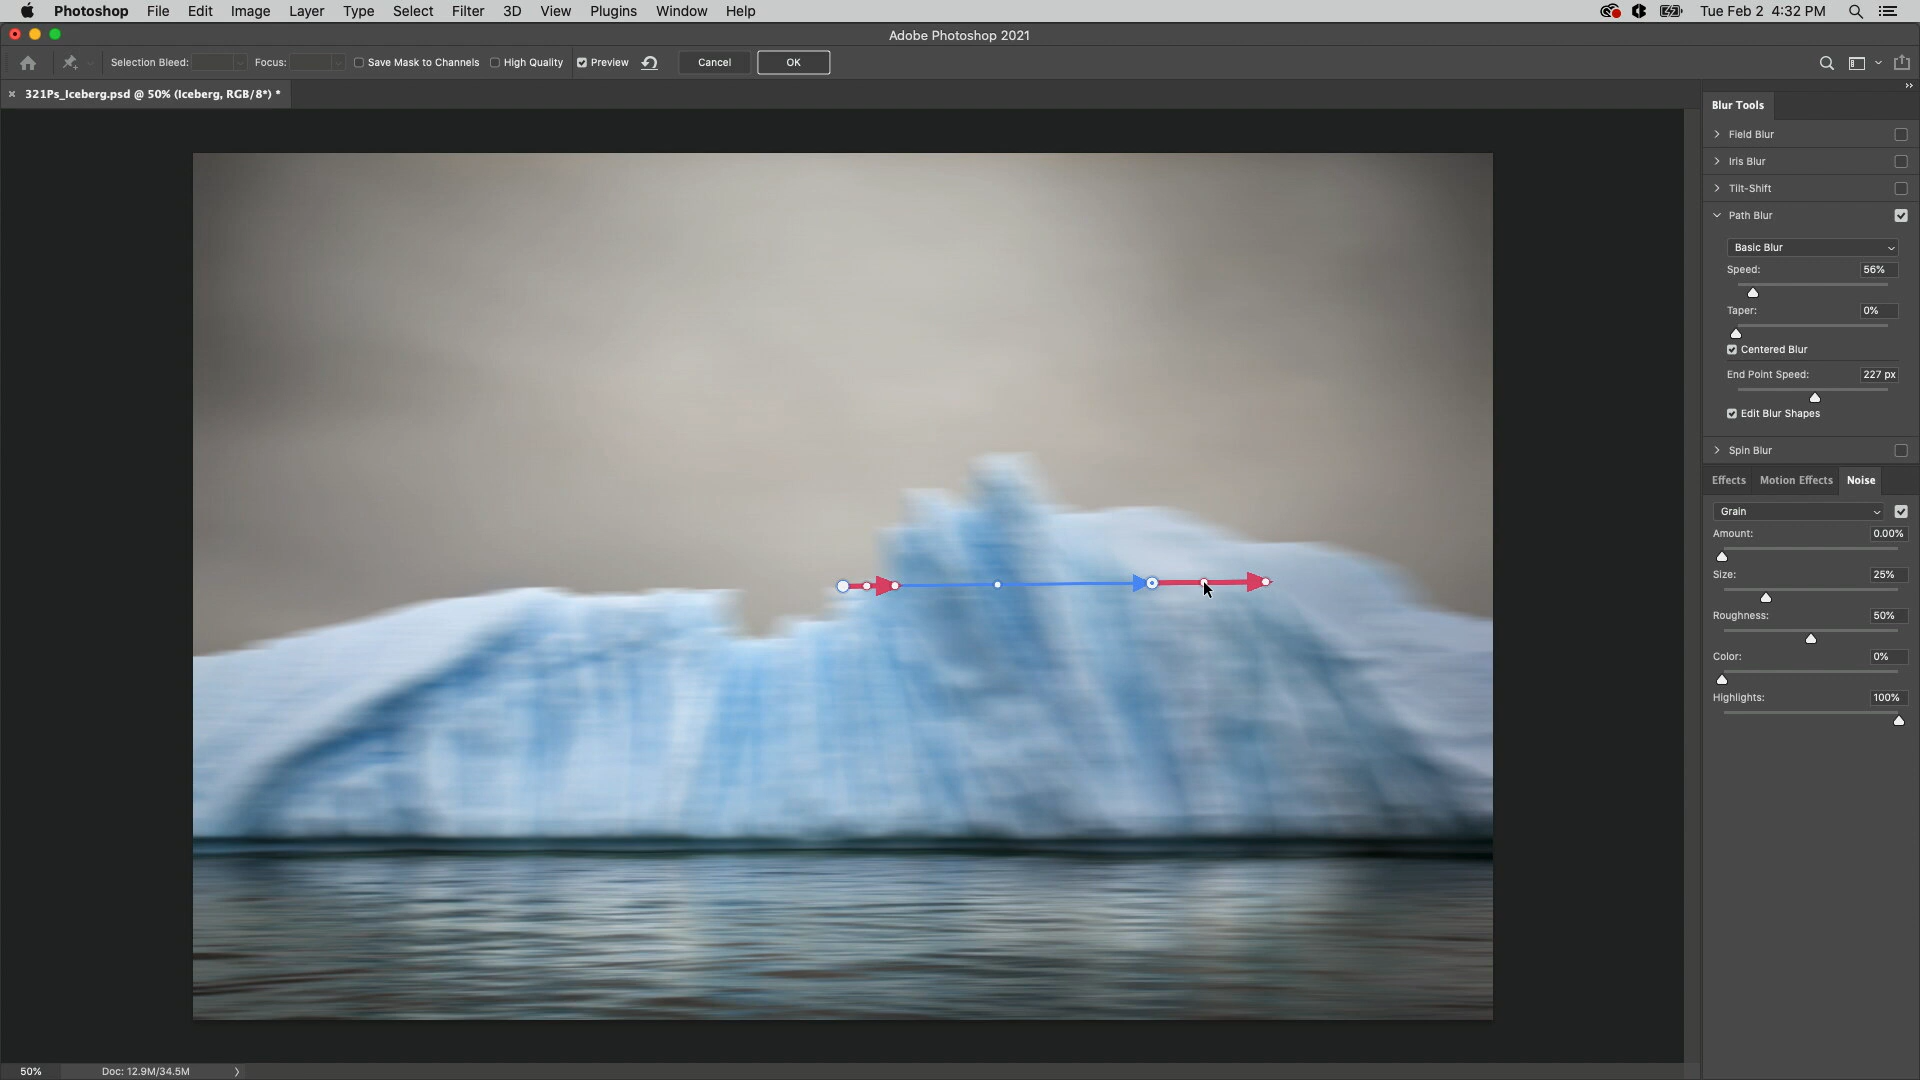 Photoshop File Edit Image Layer Type Select Filter 3D View Plugins Window Help Tue Feb 2 4:32 PM
Adobe Photoshop 2021
Selection Bleed: Focus: Save Mask to Channels High Quality Preview Cancel OK
321Ps_Iceberg.psd @ 50% (Iceberg, RGB/8*) *
Blur Tools
Field Blur
Iris Blur
Tilt-Shift
Path Blur
Basic Blur
Speed: 56%
Taper: 0%
Centered Blur
End Point Speed: 227 px
Edit Blur Shapes
Spin Blur
Effects Motion Effects Noise
Grain
Amount: 0.00%
Size: 25%
Roughness: 50%
Color: 0%
Highlights: 100%
50% Doc: 12.9M/34.5M